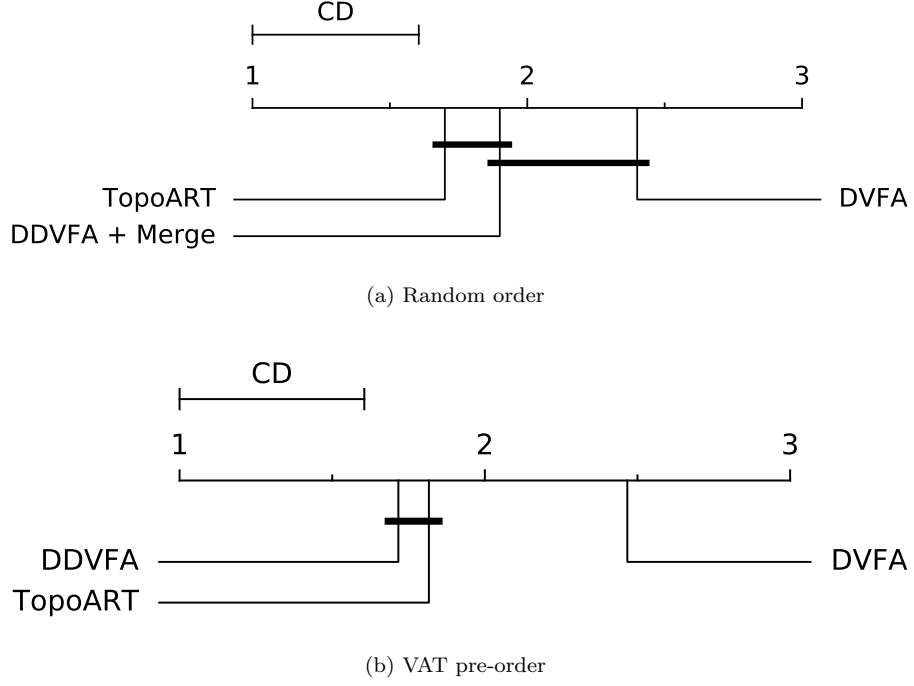 CD
1 2 3
TopoART DVFA
DDVFA + Merge
(a) Random order
CD
1 2 3
DDVFA DVFA
TopoART
(b) VAT pre-order